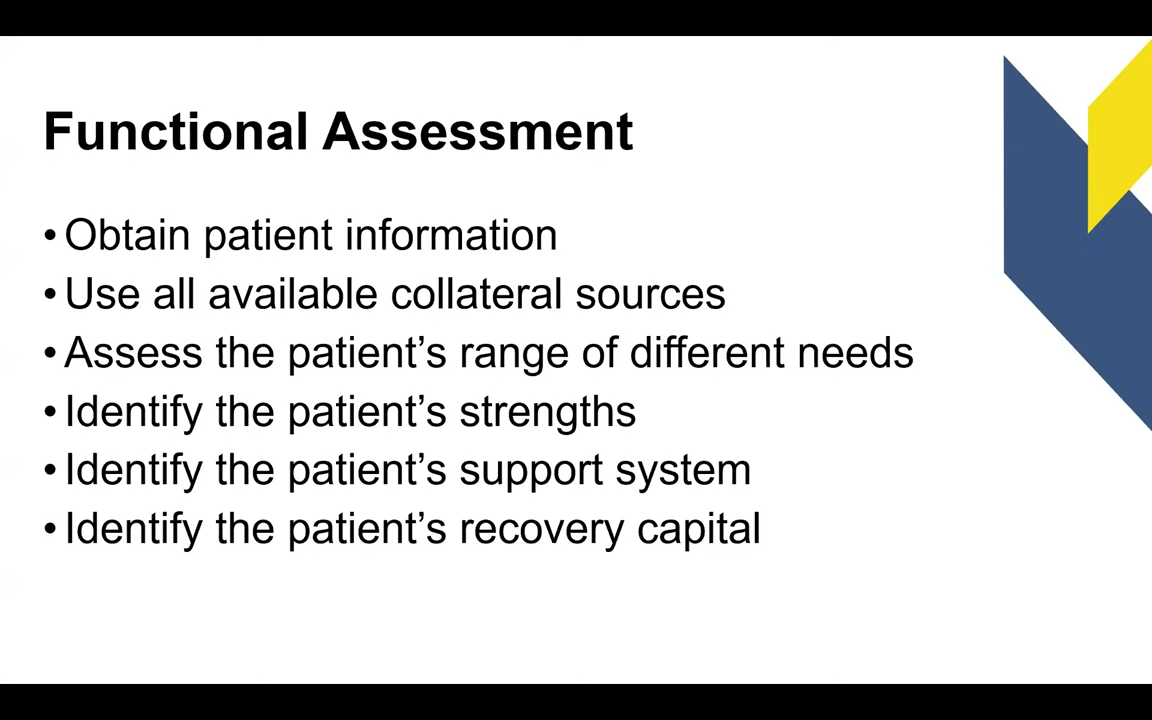 Functional Assessment
•Obtain patient information
•Use all available collateral sources
•Assess the patient’s range of different needs
•Identify the patient’s strengths
•Identify the patient’s support system
•Identify the patient’s recovery capital